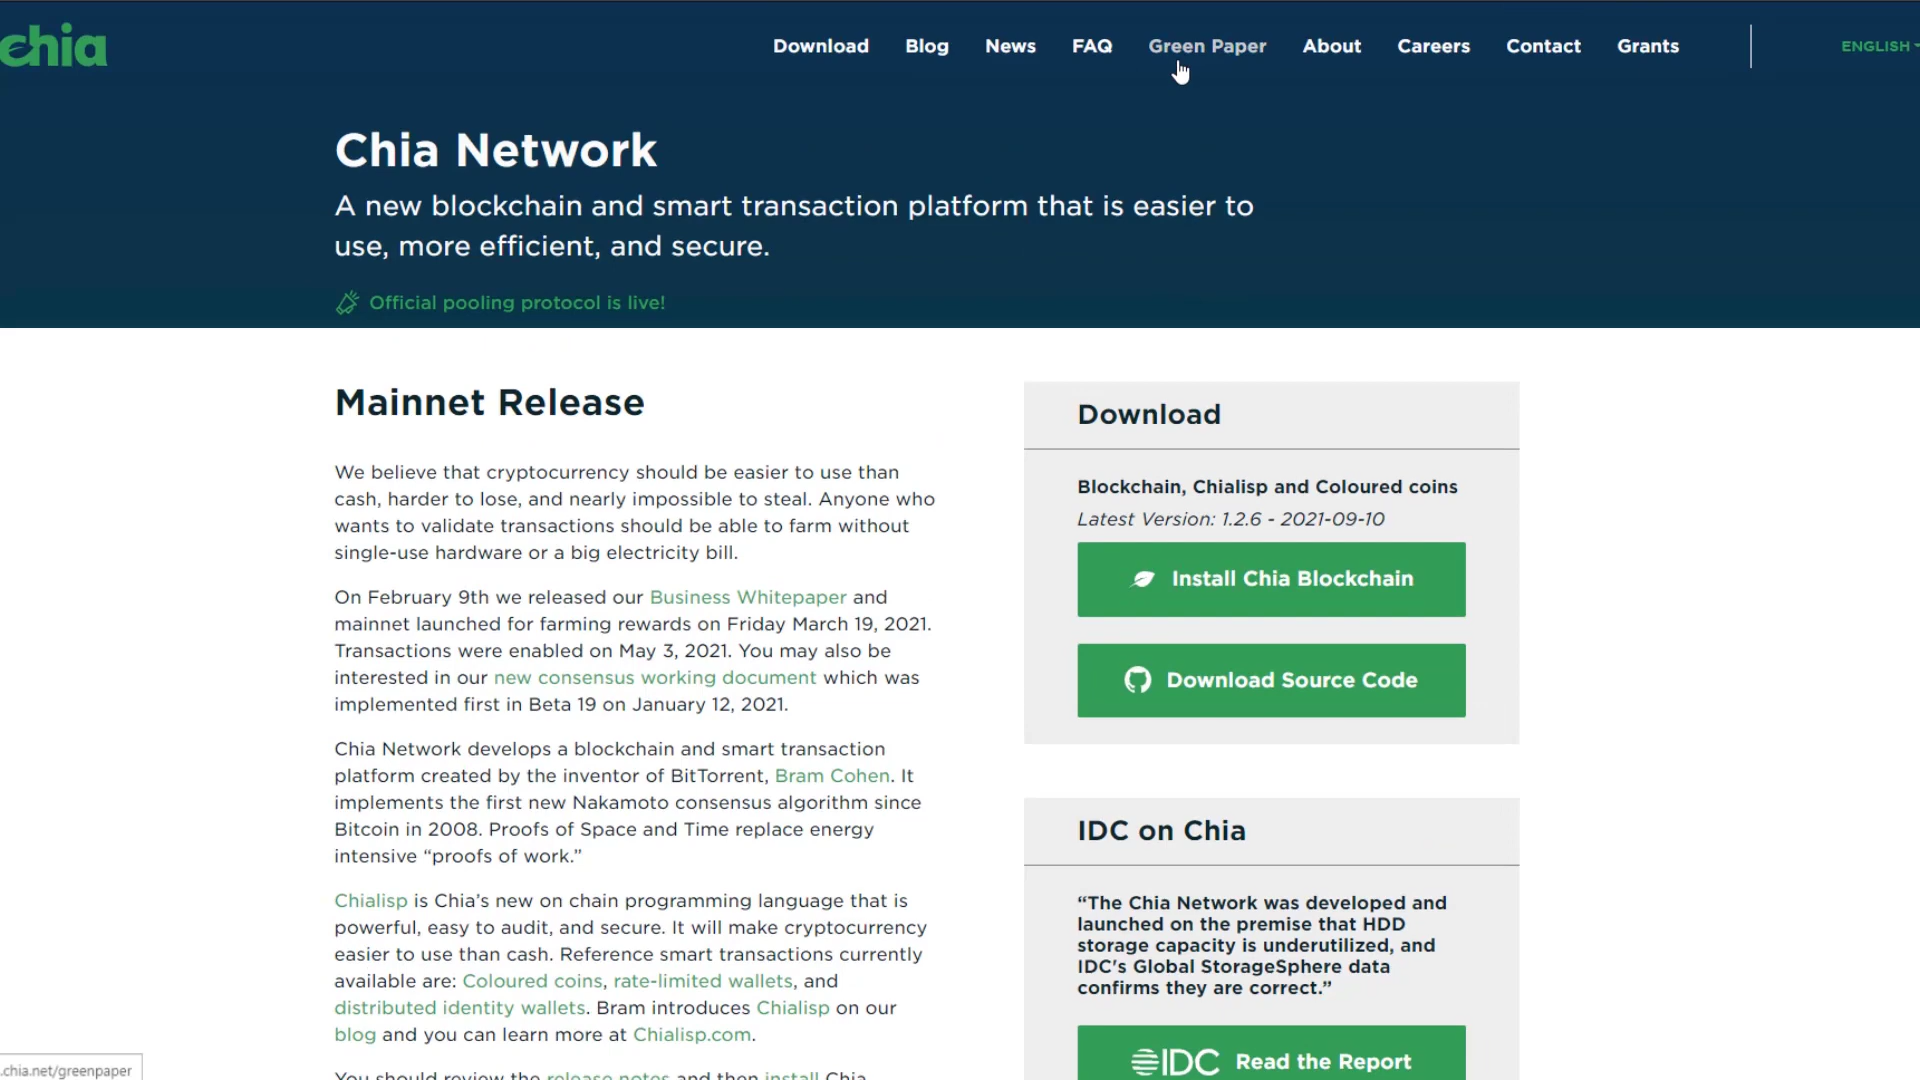 chia
Download Blog News FAQ Green Paper About Careers Contact Grants ENGLISH
Chia Network
A new blockchain and smart transaction platform that is easier to
use, more efficient, and secure.
Official pooling protocol is live!
Mainnet Release
We believe that cryptocurrency should be easier to use than
cash, harder to lose, and nearly impossible to steal. Anyone who
wants to validate transactions should be able to farm without
single-use hardware or a big electricity bill.
On February 9th we released our Business Whitepaper and
mainnet launched for farming rewards on Friday March 19, 2021.
Transactions were enabled on May 3, 2021. You may also be
interested in our new consensus working document which was
implemented first in Beta 19 on January 12, 2021.
Chia Network develops a blockchain and smart transaction
platform created by the inventor of BitTorrent, Bram Cohen. It
implements the first new Nakamoto consensus algorithm since
Bitcoin in 2008. Proofs of Space and Time replace energy
intensive “proofs of work.”
Chialisp is Chia’s new on chain programming language that is
powerful, easy to audit, and secure. It will make cryptocurrency
easier to use than cash. Reference smart transactions currently
available are: Coloured coins, rate-limited wallets, and
distributed identity wallets. Bram introduces Chialisp on our
blog and you can learn more at Chialisp.com.
You should review the release notes and then install Chia
Download
Blockchain, Chialisp and Coloured coins
Latest Version: 1.2.6 - 2021-09-10
Install Chia Blockchain
Download Source Code
IDC on Chia
“The Chia Network was developed and
launched on the premise that HDD
storage capacity is underutilized, and
IDC's Global StorageSphere data
confirms they are correct.”
IDC Read the Report
.chia.net/greenpaper